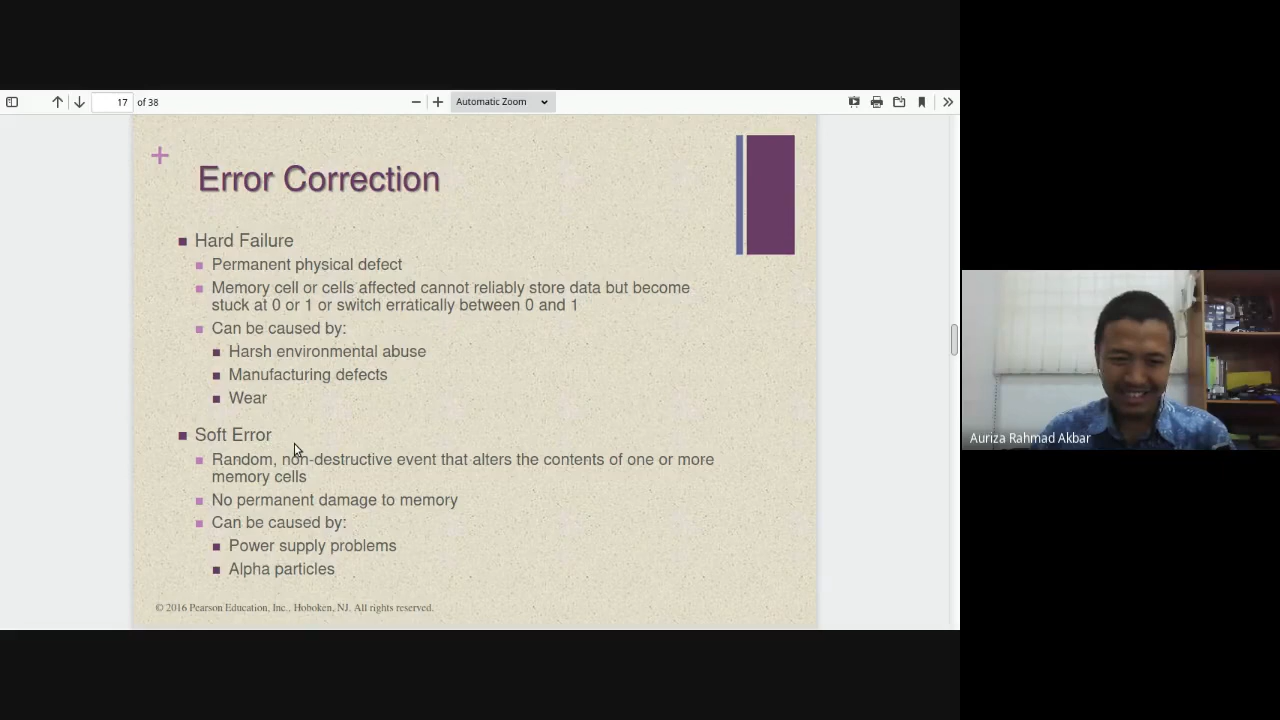 17 of 38
Automatic Zoom
+
Error Correction
Hard Failure
Permanent physical defect
Memory cell or cells affected cannot reliably store data but become
stuck at 0 or 1 or switch erratically between 0 and 1
Can be caused by:
Harsh environmental abuse
Manufacturing defects
Wear
Soft Error
Random, non-destructive event that alters the contents of one or more
memory cells
No permanent damage to memory
Can be caused by:
Power supply problems
Alpha particles
© 2016 Pearson Education, Inc., Hoboken, NJ. All rights reserved.
Auriza Rahmad Akbar